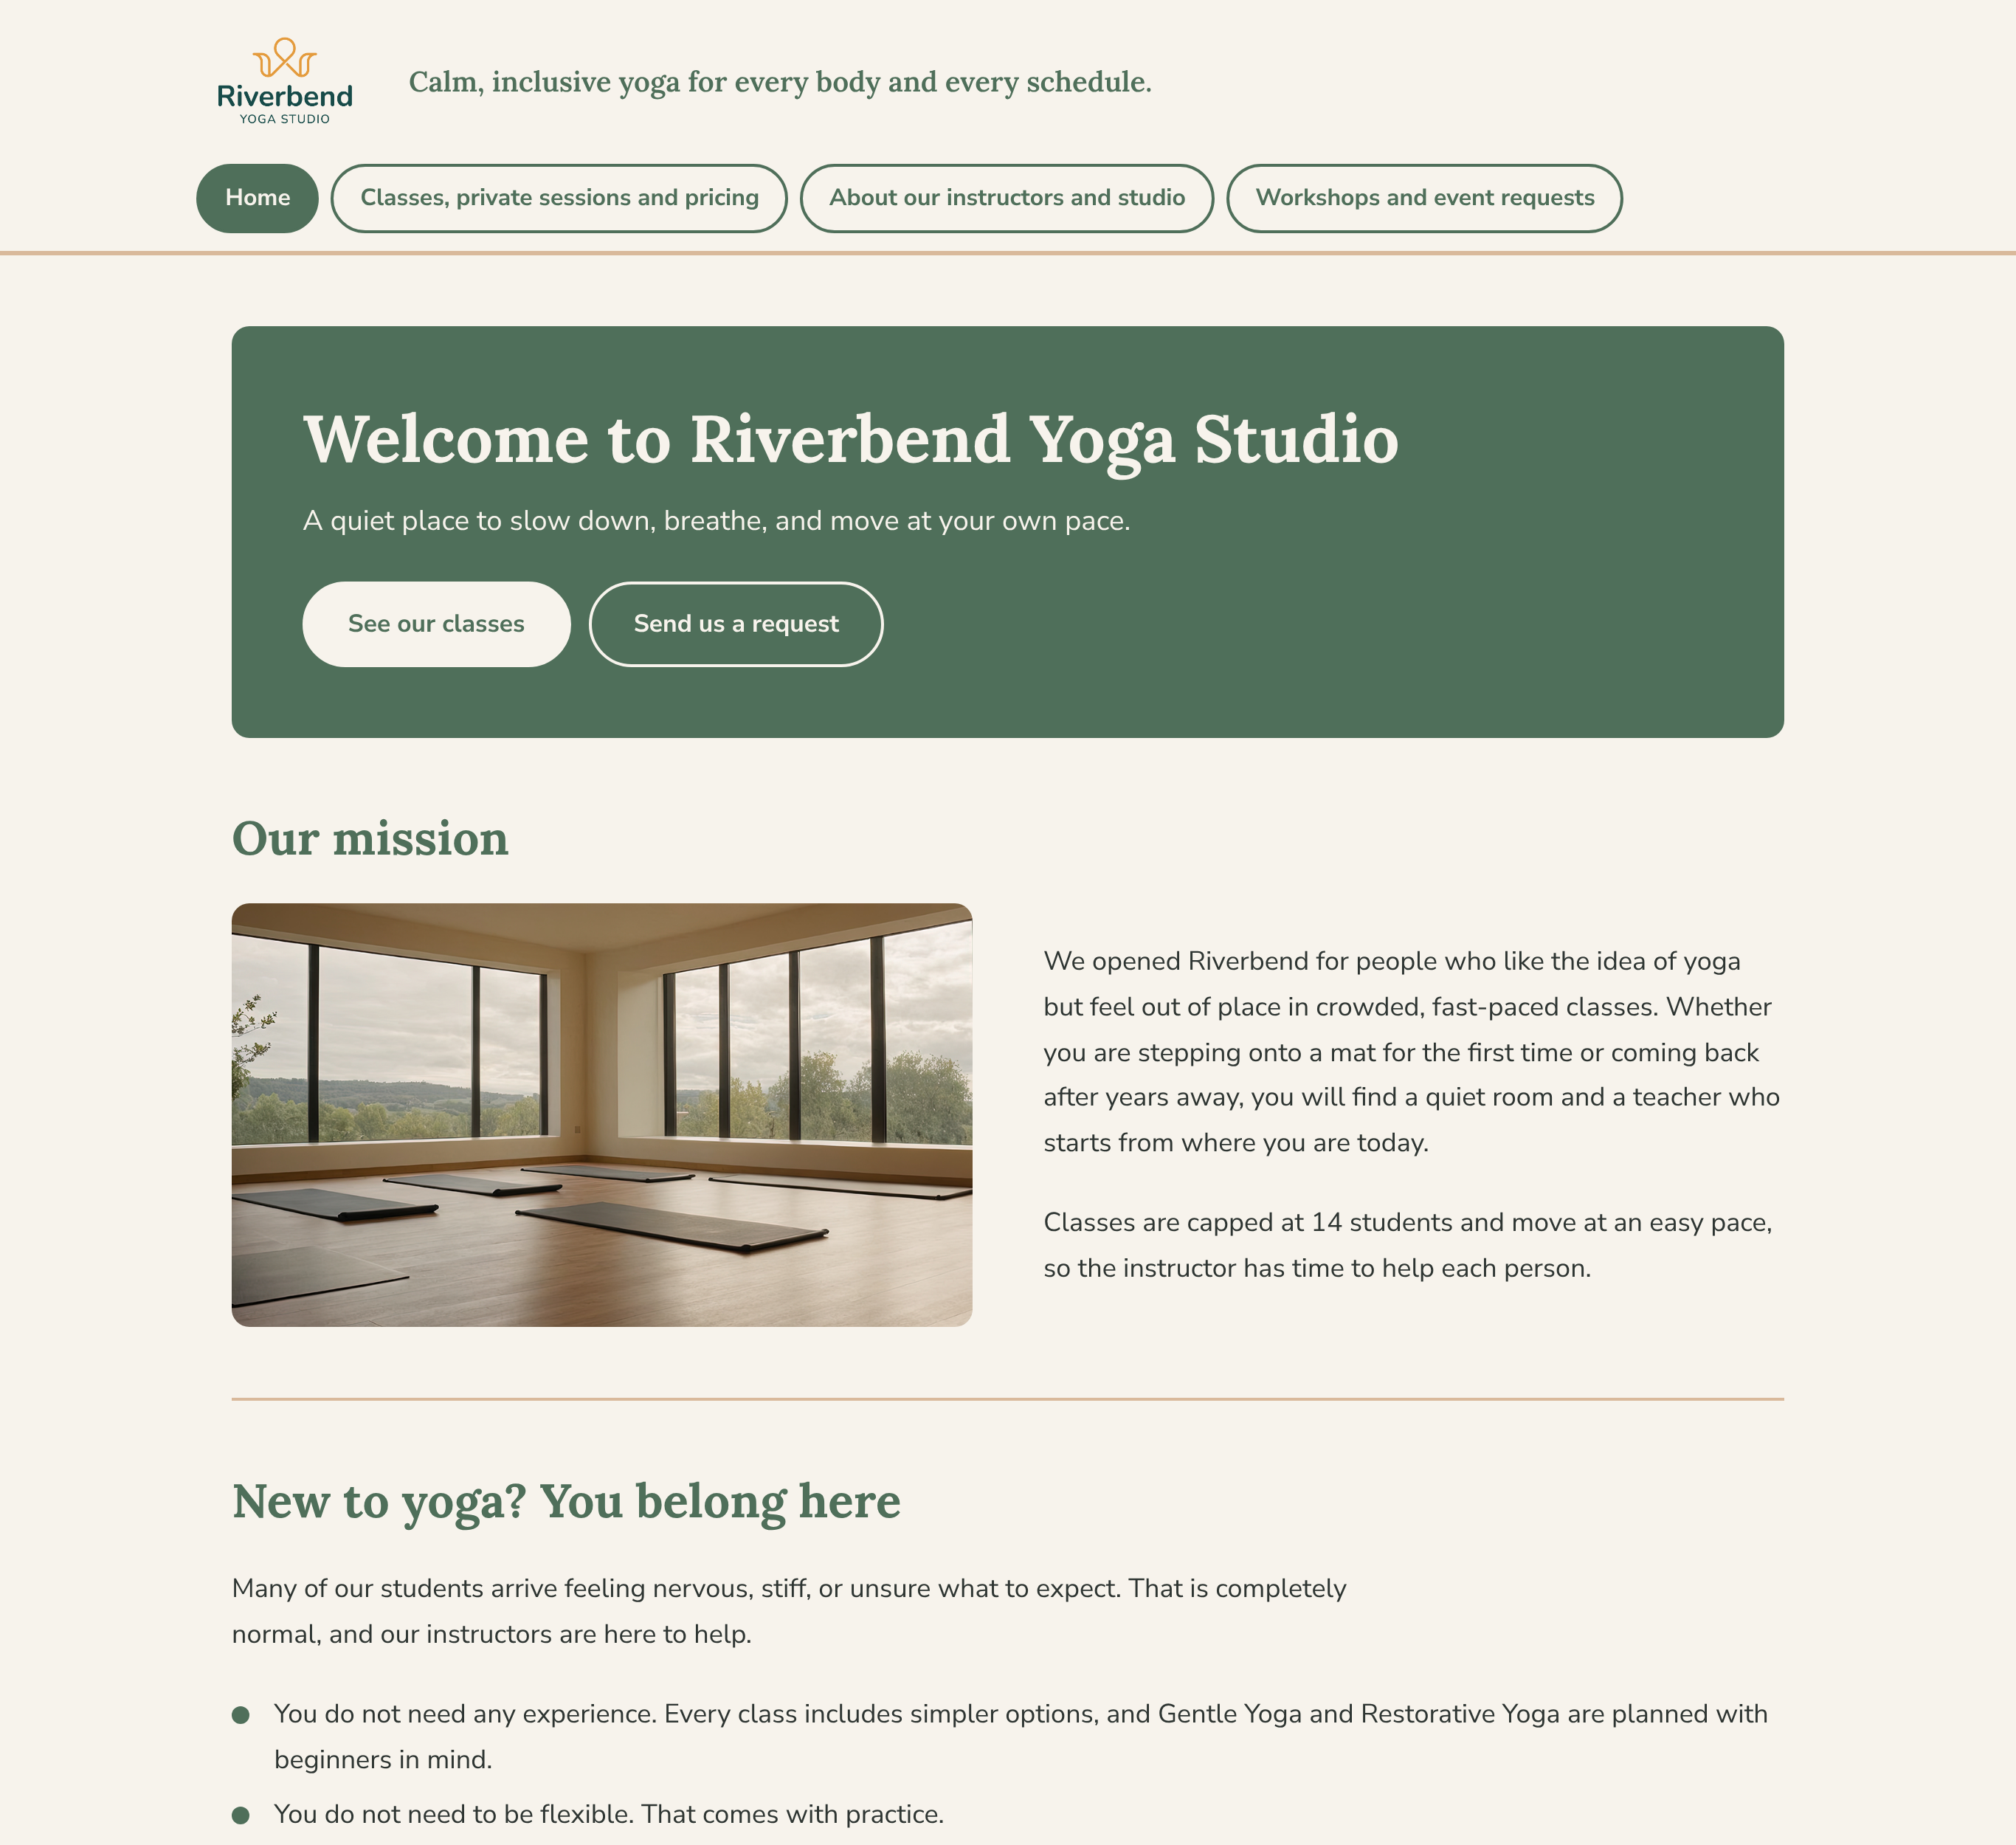 Riverbend
YOGA STUDIO
Calm, inclusive yoga for every body and every schedule.
Home
Classes, private sessions and pricing
About our instructors and studio
Workshops and event requests
Welcome to Riverbend Yoga Studio
A quiet place to slow down, breathe, and move at your own pace.
See our classes
Send us a request
Our mission
We opened Riverbend for people who like the idea of yoga
but feel out of place in crowded, fast-paced classes. Whether
you are stepping onto a mat for the first time or coming back
after years away, you will find a quiet room and a teacher who
starts from where you are today.
Classes are capped at 14 students and move at an easy pace,
so the instructor has time to help each person.
New to yoga? You belong here
Many of our students arrive feeling nervous, stiff, or unsure what to expect. That is completely
normal, and our instructors are here to help.
You do not need any experience. Every class includes simpler options, and Gentle Yoga and Restorative Yoga are planned with
beginners in mind.
You do not need to be flexible. That comes with practice.